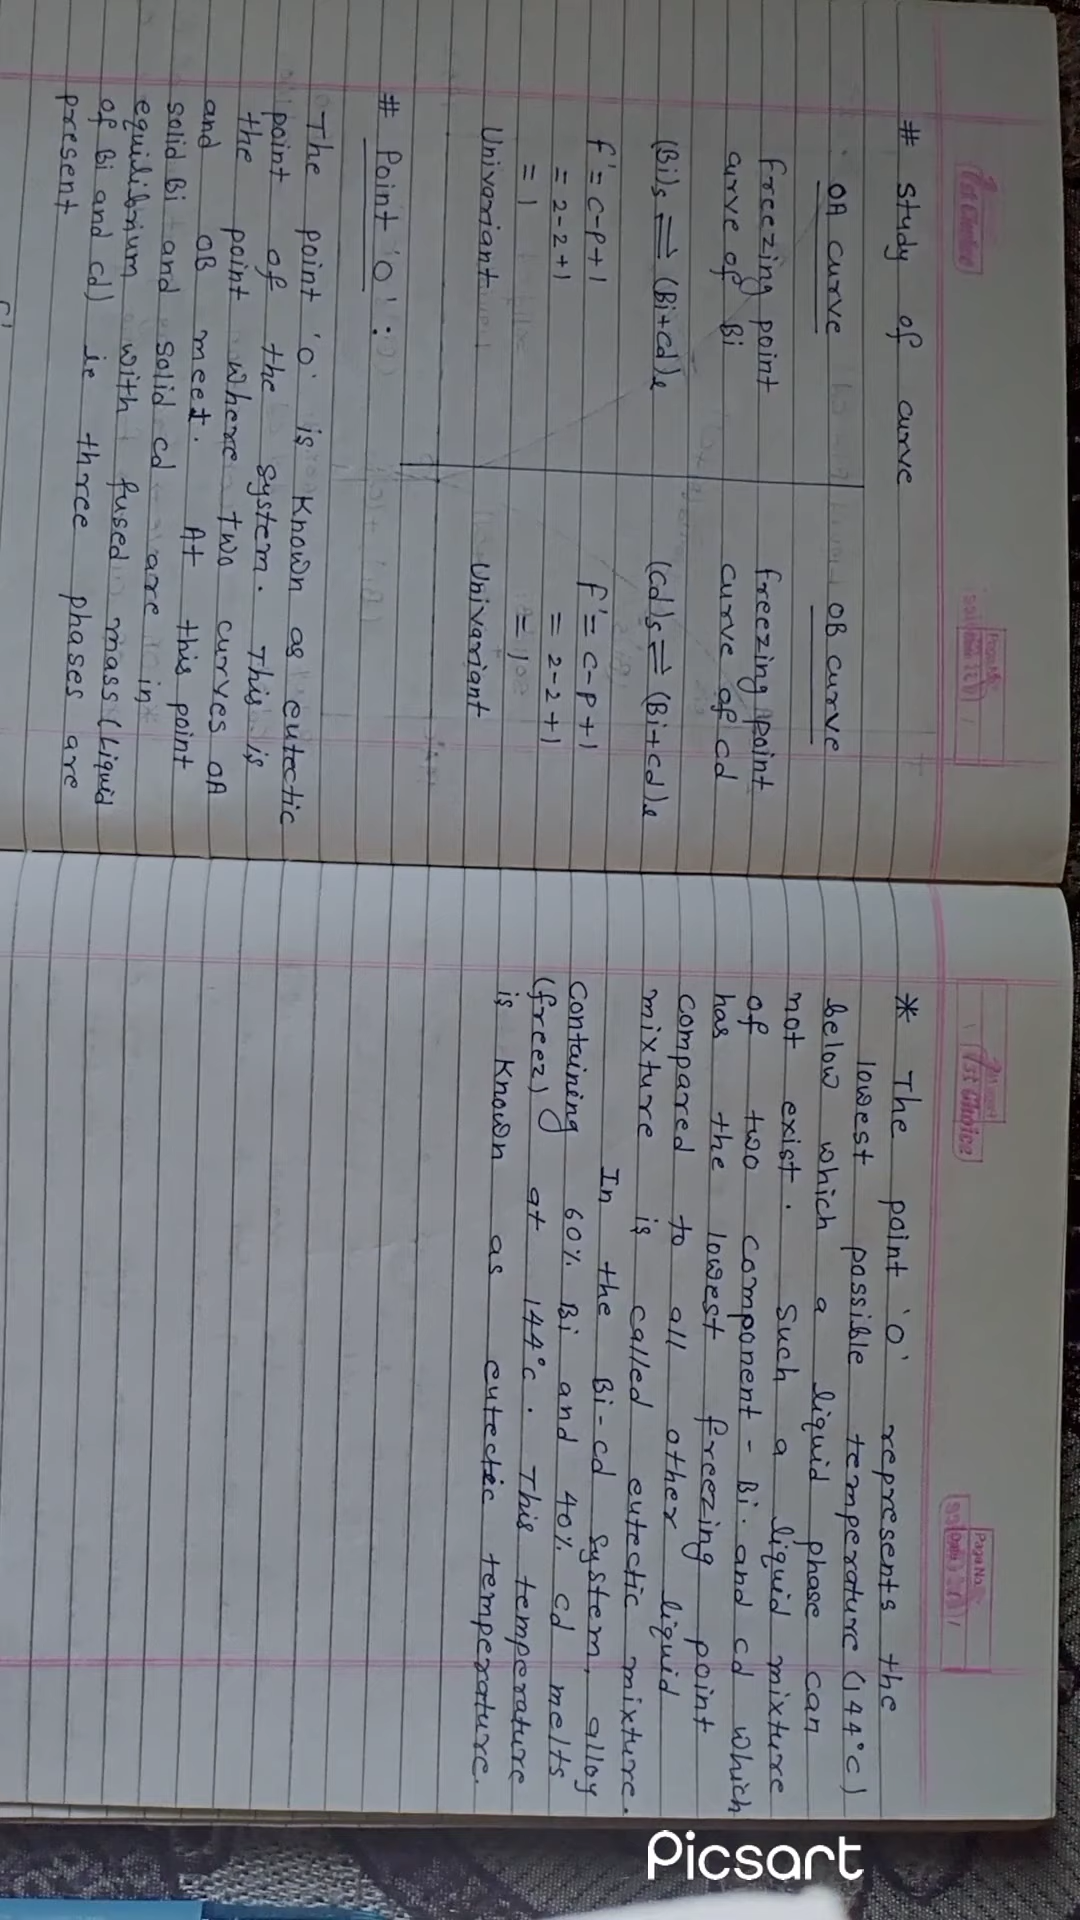 # Study of curve
OA curve
OB curve
freezing point
curve of Bi
freezing point
curve of cd
(Bi)s ⇌ (Bi+cd)l
(cd)s ⇌ (Bi+cd)l
f' = c-p+1
= 2-2+1
= 1
Univariant
f' = c-p+1
= 2-2+1
= 1
Univariant
# Point 'O' :
The point 'O' is Known as eutectic
point of the system. This is
the point where two curves OA
and OB meet. At this point
solid Bi and solid cd are in
equilibrium with fused mass (Liquid
of Bi and cd) ie three phases are
present
1st Choice
Page No.
Date
* The point 'O' represents the
lowest possible temperature (144°C)
below which a liquid phase can
not exist. Such a liquid mixture
of two component - Bi. and cd which
has the lowest freezing point
compared to all other liquid
mixture is called eutectic mixture.
In the Bi-cd system, alloy
containing 60% Bi and 40% cd melts
(freez) at 144°c. This temperature
is Known as eutectic temperature.
Picsart